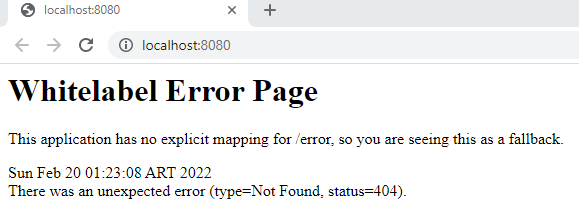 localhost:8080
localhost:8080
Whitelabel Error Page
This application has no explicit mapping for /error, so you are seeing this as a fallback.
Sun Feb 20 01:23:08 ART 2022
There was an unexpected error (type=Not Found, status=404).